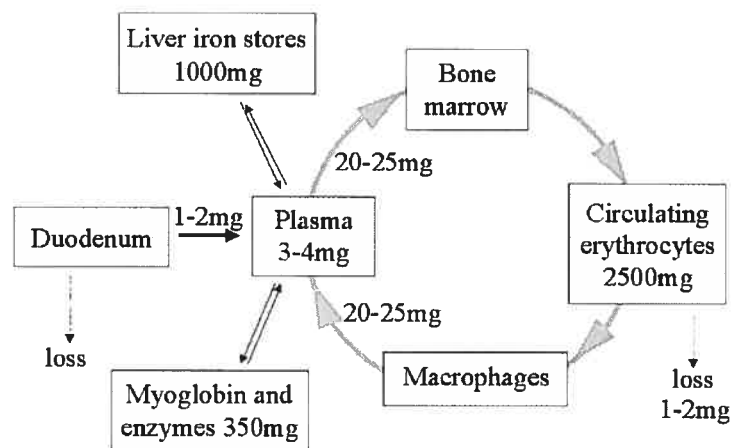 Liver iron stores
1000mg
Bone
marrow
20-25mg
1-2mg
Duodenum
Plasma
3-4mg
Circulating
erythrocytes
2500mg
20-25mg
loss
Macrophages
Myoglobin and
enzymes 350mg
loss
1-2mg